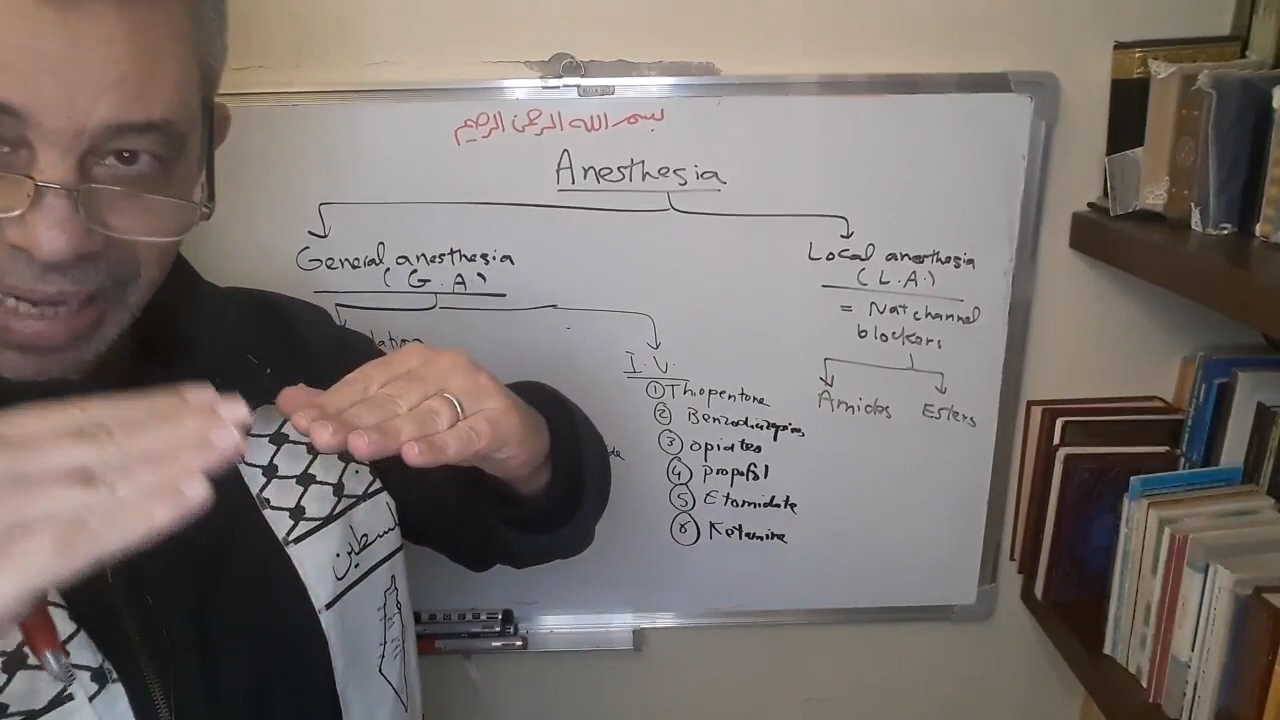 بسم الله الرحمن الرحيم
Anesthesia
General anesthesia
(G.A)
I.V.
① Thiopentone
② Benzodiazepins
③ opiates
④ propofol
⑤ Etomidate
⑥ Ketamine
Local anesthesia
(L.A.)
= Na+ channel
blockers
Amides
Esters
فلسطين